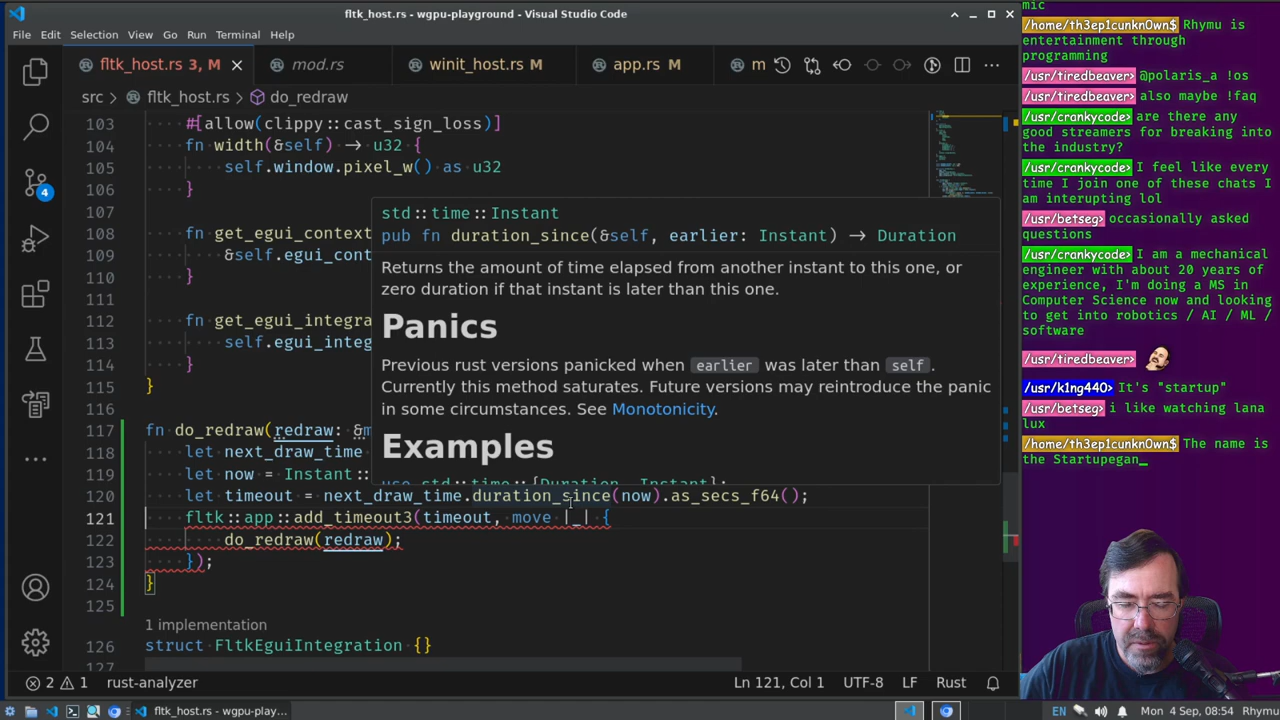 fltk_host.rs - wgpu-playground - Visual Studio Code
File Edit Selection View Go Run Terminal Help
fltk_host.rs 3, M
mod.rs
winit_host.rs M
app.rs M
m
src > fltk_host.rs > do_redraw
103 #[allow(clippy::cast_sign_loss)]
104 fn width(&self) → u32 {
105 self.window.pixel_w() as u32
106 }
107
108 fn get_egui_context
109 &self.egui_cont
110 }
111
112 fn get_egui_integra
113 self.egui_integ
114 }
115 }
116
117 fn do_redraw(redraw: &m
118 let next_draw_time
119 let now = Instant::
120 let timeout = next_draw_time.duration_since(now).as_secs_f64();
121 fltk::app::add_timeout3(timeout, move |_| {
122 do_redraw(redraw);
123 });
124 }
125
1 implementation
126 struct FltkEguiIntegration {}
127
std::time::Instant
pub fn duration_since(&self, earlier: Instant) → Duration
Returns the amount of time elapsed from another instant to this one, or
zero duration if that instant is later than this one.
Panics
Previous rust versions panicked when earlier was later than self.
Currently this method saturates. Future versions may reintroduce the panic
in some circumstances. See Monotonicity.
Examples
use std::time::{Duration, Instant};
4
2 1 rust-analyzer
Ln 121, Col 1 UTF-8 LF Rust
fltk_host.rs - wgpu-play...
EN
Mon 4 Sep, 08:54 Rhymu
mic
/home/th3ep1cunkn0wn$ Rhymu is
entertainment through
programming
/usr/tiredbeaver> @polaris_a !os
/usr/tiredbeaver> also maybe !faq
/usr/crankycode> are there any
good streamers for breaking into
the industry?
/usr/crankycode> I feel like every
time I join one of these chats I
am interupting lol
/usr/betseg> occasionally asked
questions
/usr/crankycode> I am a mechanical
engineer with about 20 years of
experience, I'm doing a MS in
Computer Science now and looking
to get into robotics / AI / ML /
software
/usr/tiredbeaver>
/usr/k1ng440> It's "startup"
/usr/betseg> i like watching lana
lux
/home/th3ep1cunkn0wn$ The name is
the Startupegan_